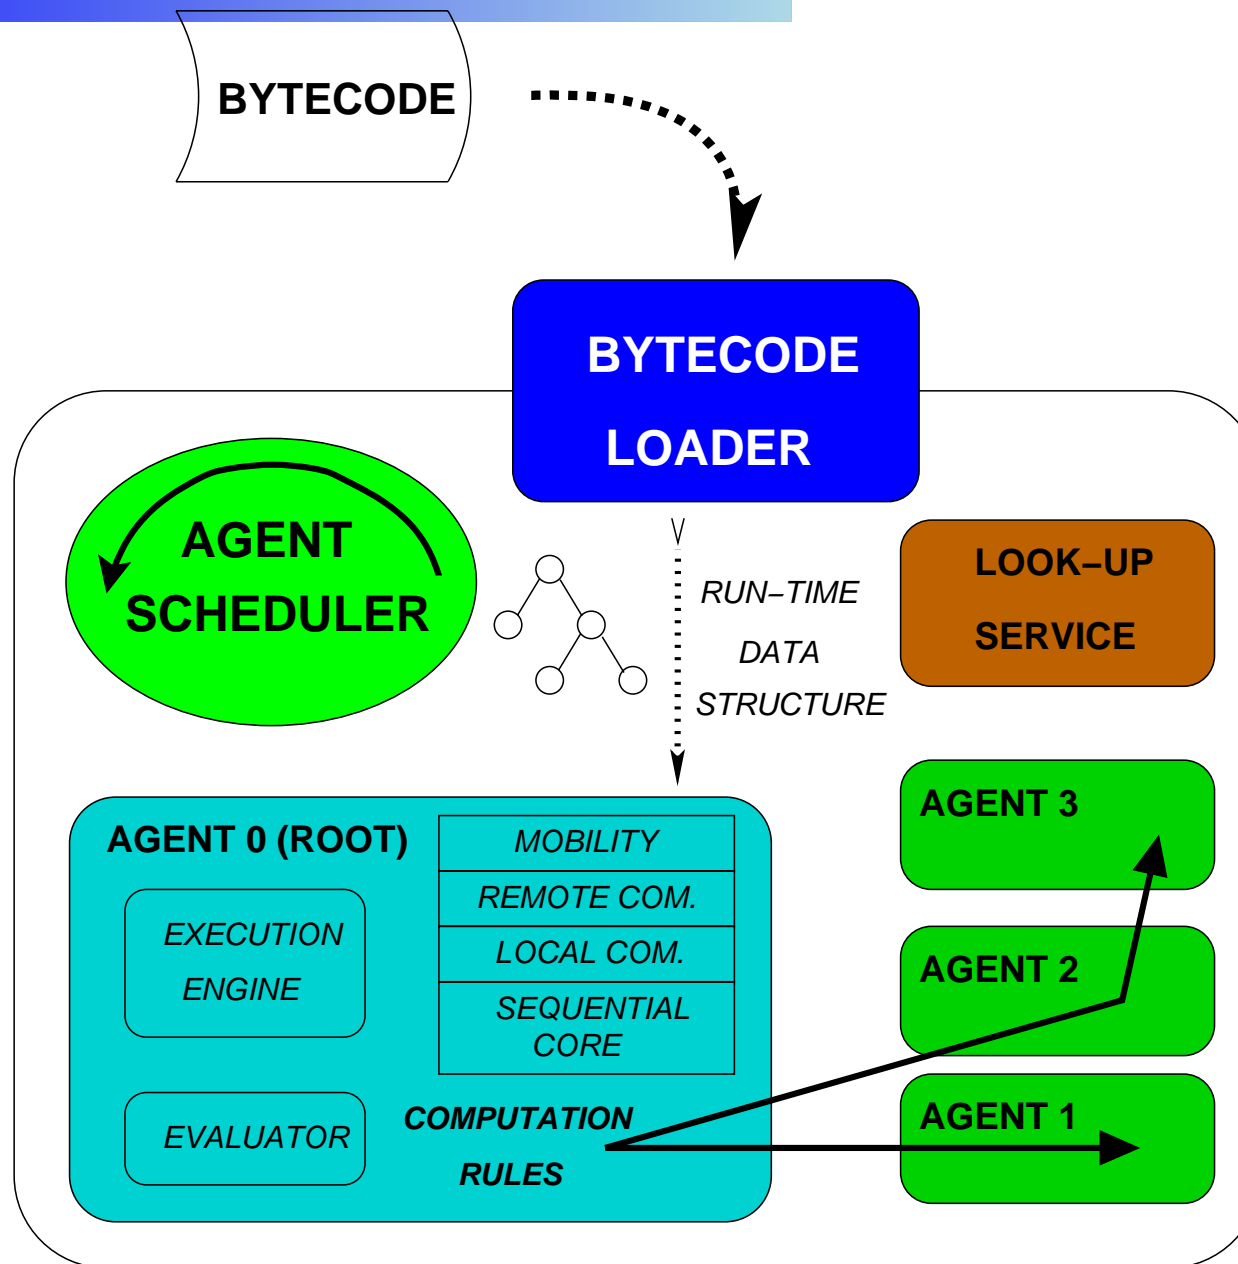 BYTECODE
BYTECODE
LOADER
AGENT
SCHEDULER
RUN−TIME
DATA
STRUCTURE
LOOK−UP
SERVICE
AGENT 0 (ROOT)
EXECUTION
ENGINE
EVALUATOR
MOBILITY
REMOTE COM.
LOCAL COM.
SEQUENTIAL
CORE
COMPUTATION
RULES
AGENT 3
AGENT 2
AGENT 1